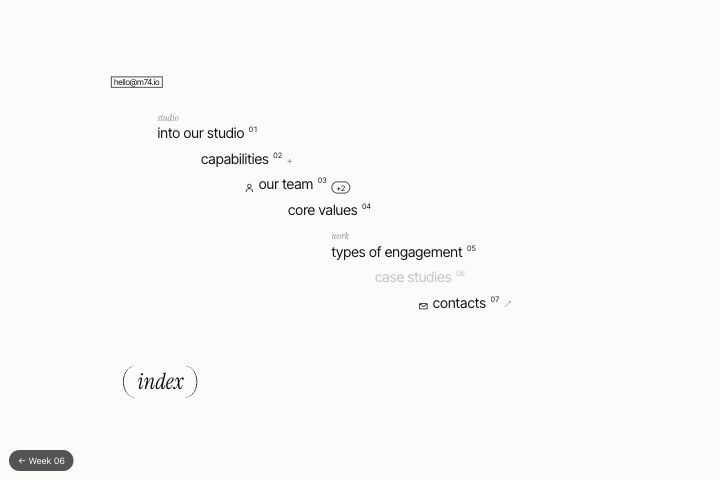 hello@m74.io
studio
into our studio 01
capabilities 02 +
our team 03 +2
core values 04
work
types of engagement 05
case studies 06
contacts 07 ↗
(index)
← Week 06